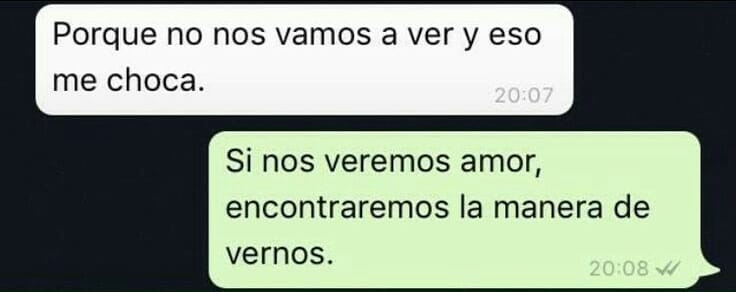 Porque no nos vamos a ver y eso
me choca.
20:07
Si nos veremos amor,
encontraremos la manera de
vernos.
20:08